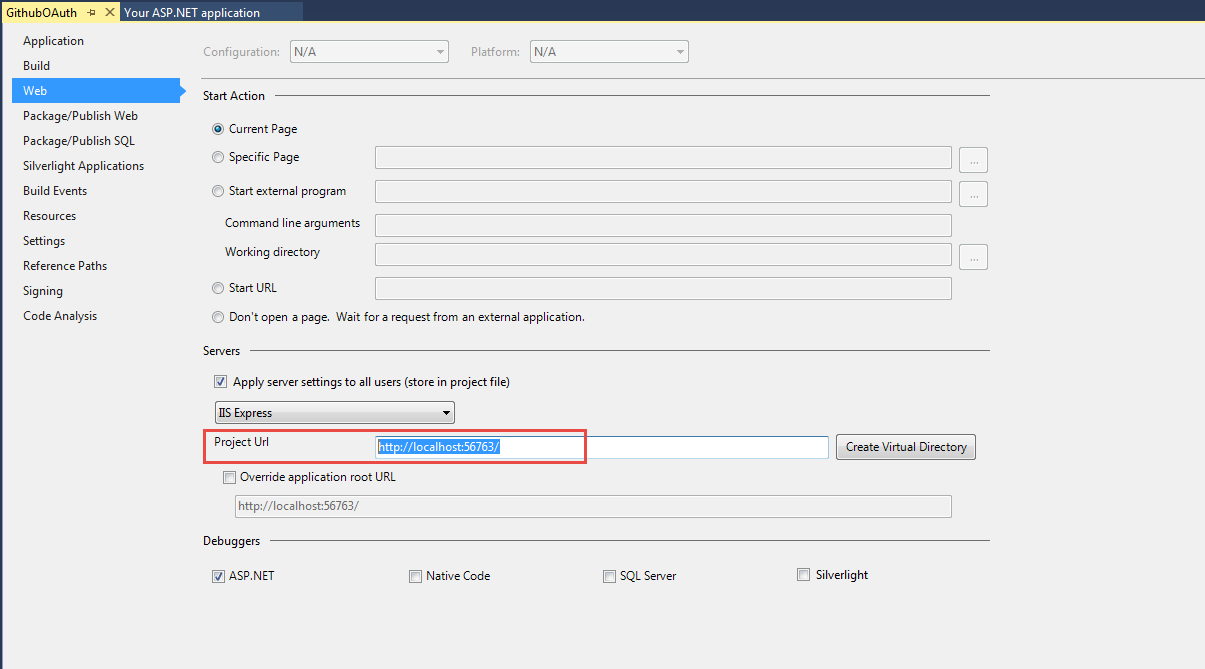 GithubOAuth Your ASP.NET application
Application
Build
Web
Package/Publish Web
Package/Publish SQL
Silverlight Applications
Build Events
Resources
Settings
Reference Paths
Signing
Code Analysis
Configuration: N/A Platform: N/A
Start Action
Current Page
Specific Page ...
Start external program ...
Command line arguments
Working directory ...
Start URL
Don't open a page. Wait for a request from an external application.
Servers
Apply server settings to all users (store in project file)
IIS Express
Project Url http://localhost:56763/ Create Virtual Directory
Override application root URL
http://localhost:56763/
Debuggers
ASP.NET Native Code SQL Server Silverlight